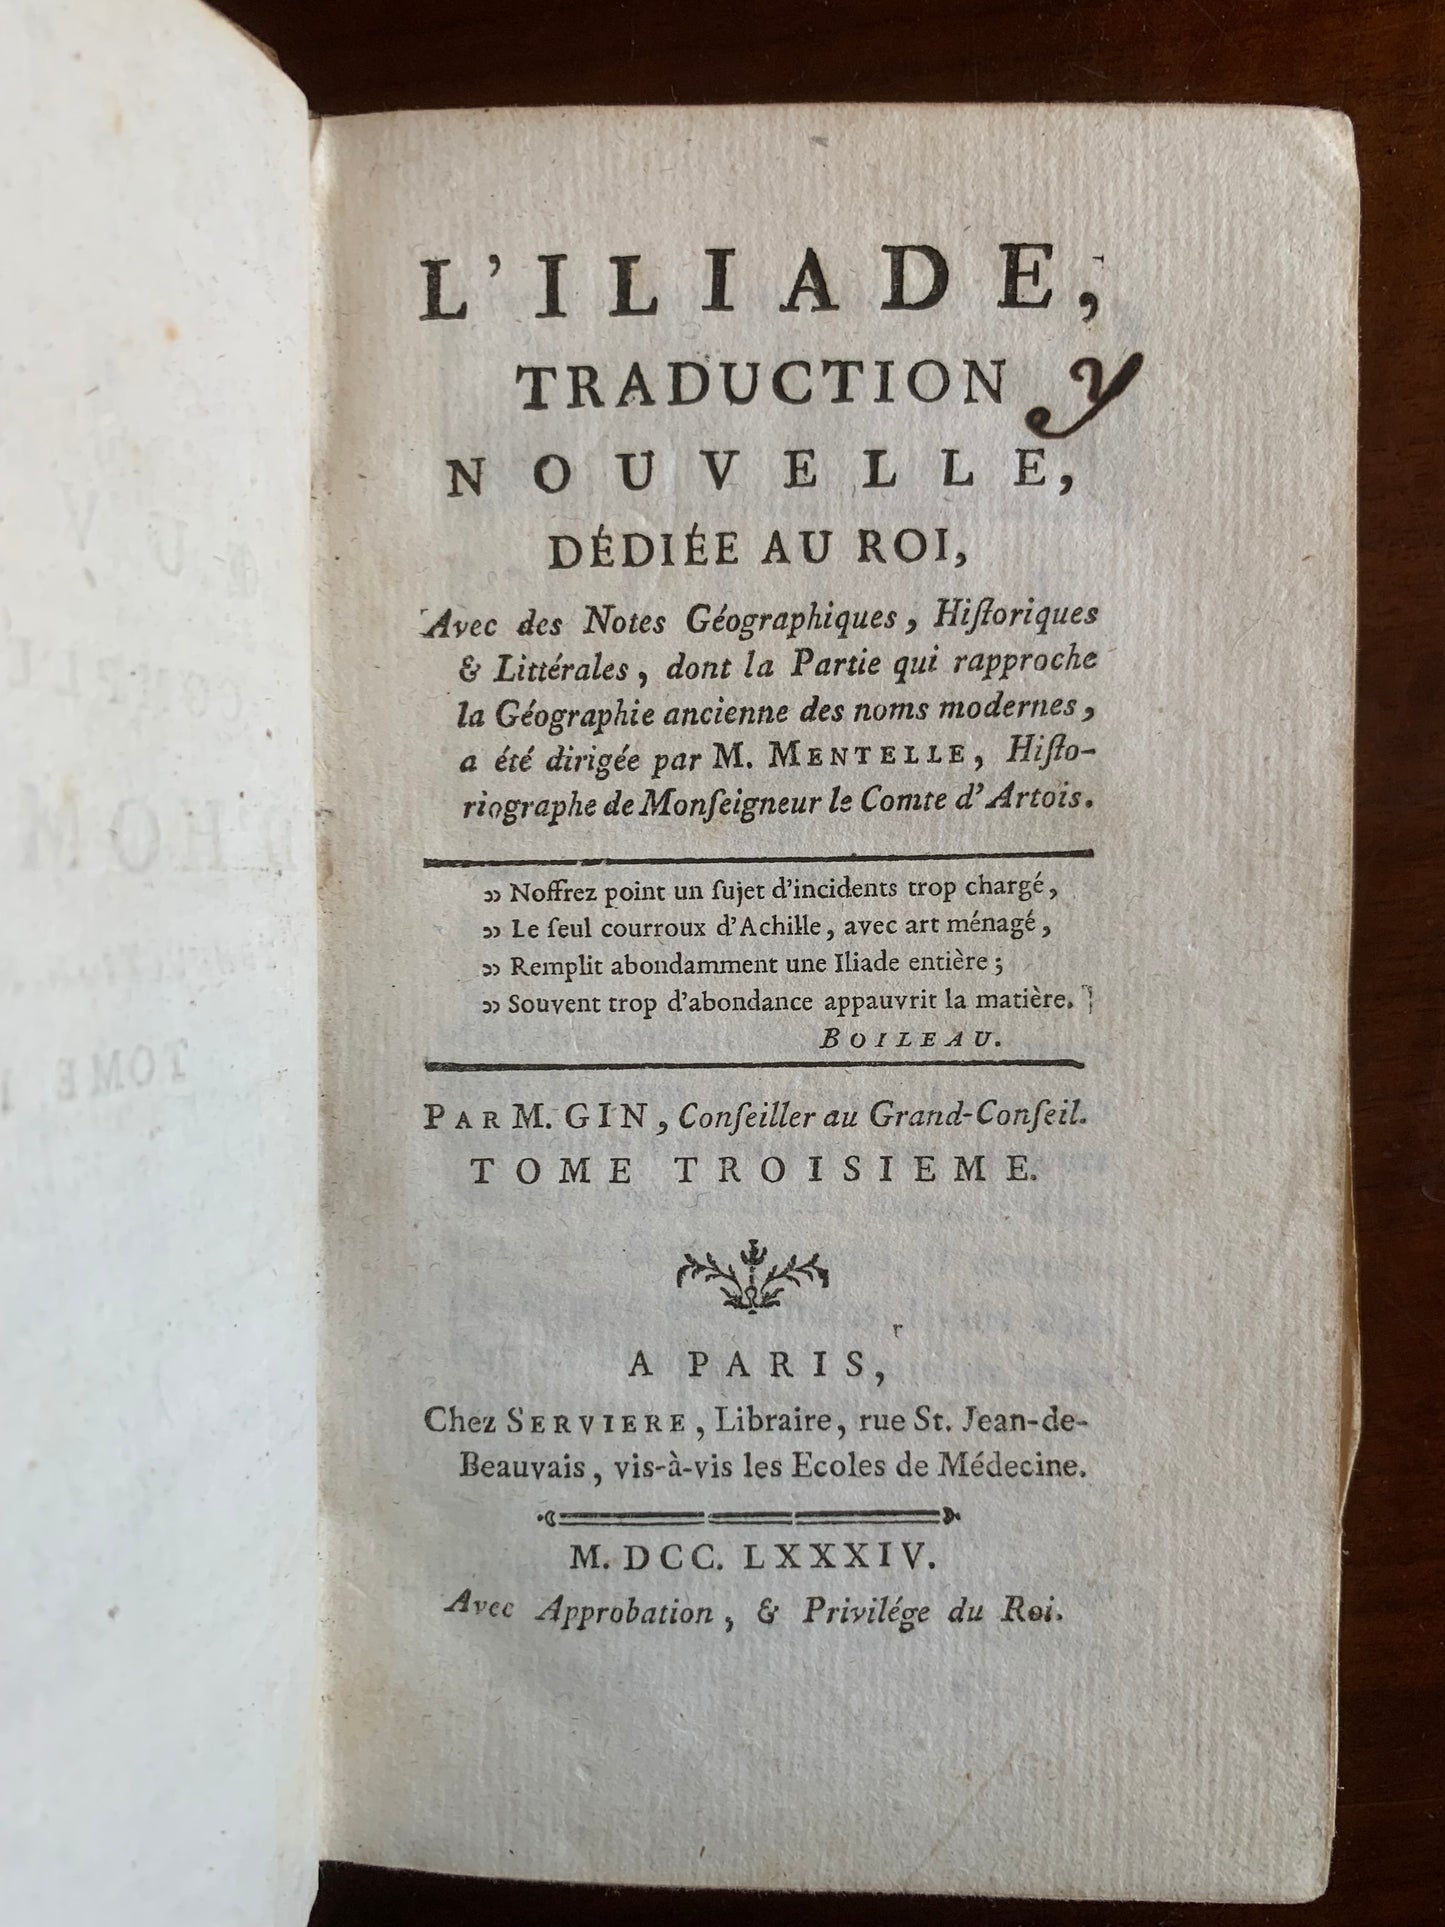 L'ILIADE,
TRADUCTION
NOUVELLE,
DÉDIÉE AU ROI,
Avec des Notes Géographiques, Hiſtoriques
& Littérales, dont la Partie qui rapproche
la Géographie ancienne des noms modernes,
a été dirigée par M. MENTELLE, Hiſto-
riographe de Monſeigneur le Comte d'Artois.
» Noffrez point un ſujet d'incidents trop chargé,
» Le ſeul courroux d'Achille, avec art ménagé,
» Remplit abondamment une Iliade entière;
» Souvent trop d'abondance appauvrit la matière.
BOILEAU.
PAR M. GIN, Conſeiller au Grand-Conſeil.
TOME TROISIEME.
A PARIS,
Chez SERVIERE, Libraire, rue St. Jean-de-
Beauvais, vis-à-vis les Ecoles de Médecine.
M. DCC. LXXXIV.
Avec Approbation, & Privilége du Roi.